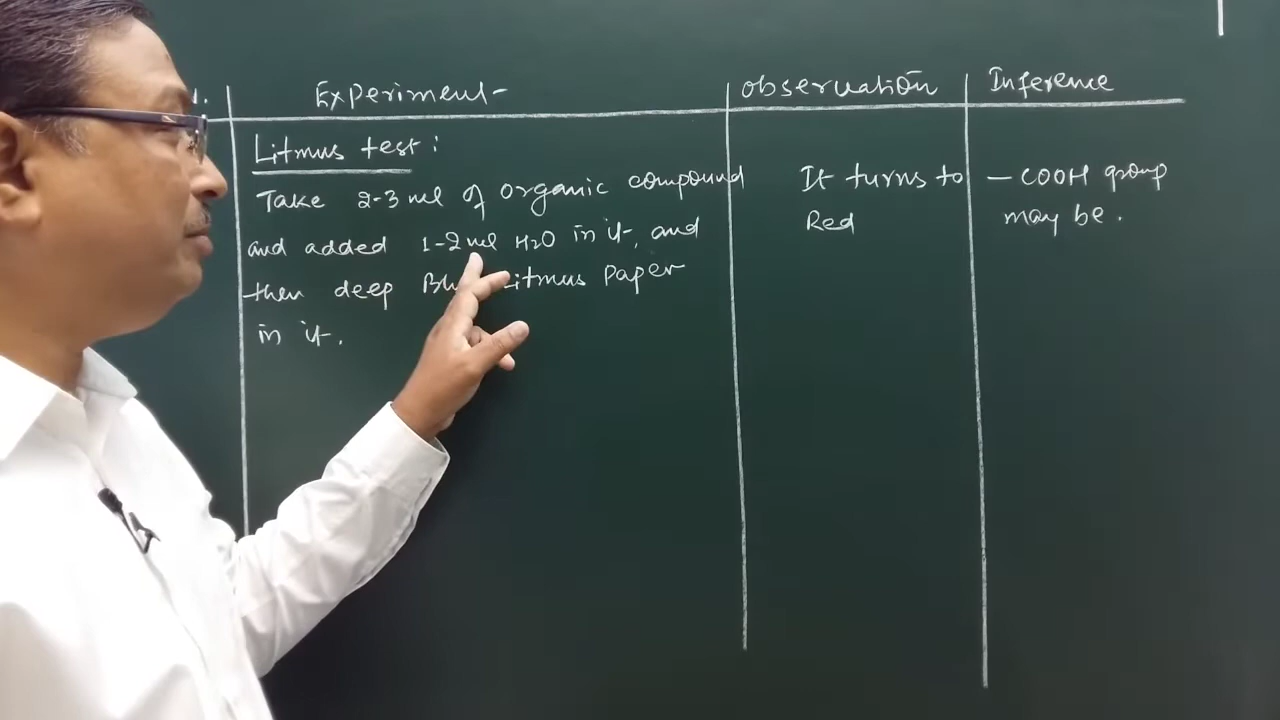 Experiment observation Inference
Litmus test:
Take 2-3 ml of organic compound It turns to - COOH group
and added 1-2 ml H2O in it, and Red may be.
then deep Litmus Paper
in it.